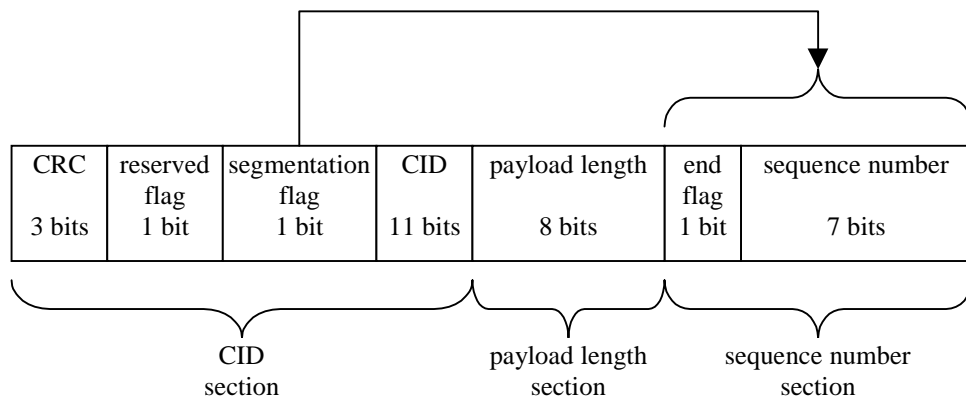 CRC
3 bits
reserved
flag
1 bit
segmentation
flag
1 bit
CID
11 bits
payload length
8 bits
end
flag
1 bit
sequence number
7 bits
CID
section
payload length
section
sequence number
section